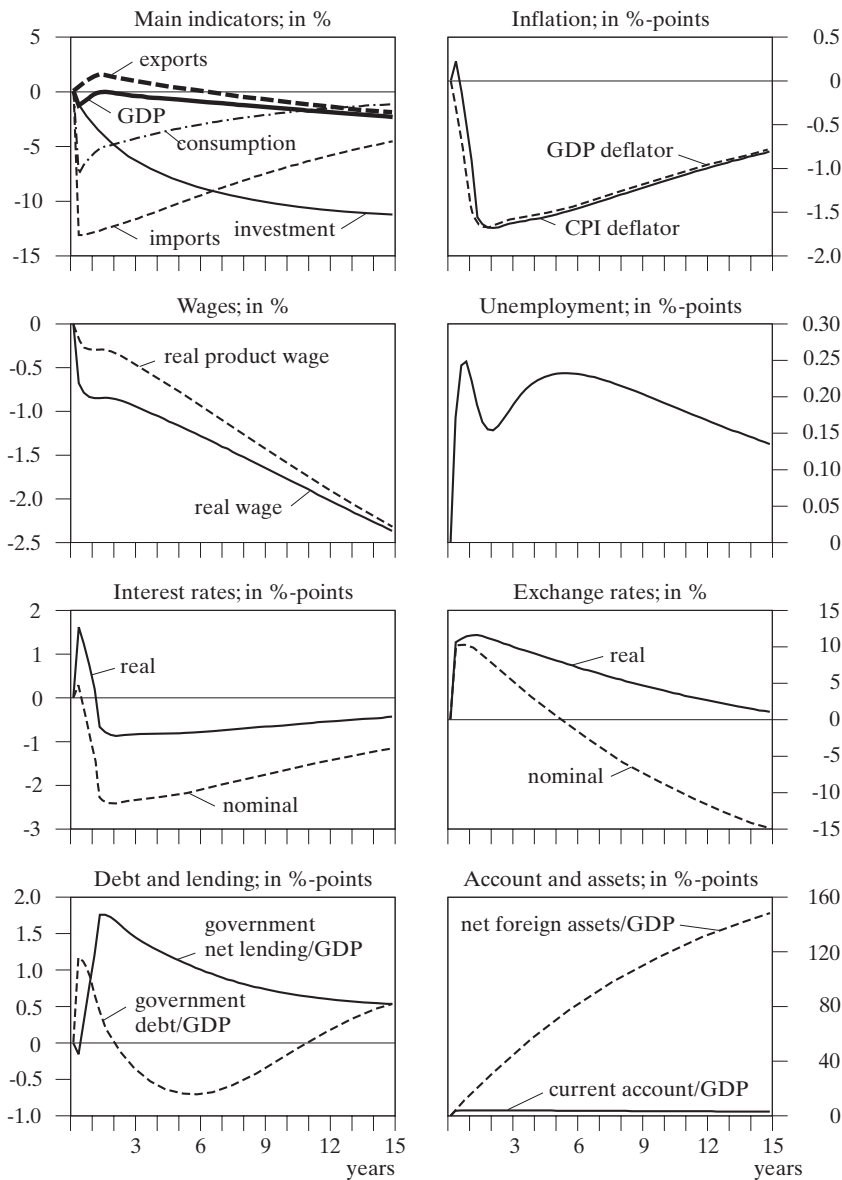 Main indicators; in %
5
0
-5
-10
-15
exports
GDP
consumption
imports
investment
Inflation; in %-points
0.5
0
-0.5
-1.0
-1.5
-2.0
GDP deflator
CPI deflator
Wages; in %
0
-0.5
-1.0
-1.5
-2.0
-2.5
real product wage
real wage
Unemployment; in %-points
0.30
0.25
0.20
0.15
0.10
0.05
0
Interest rates; in %-points
2
1
0
-1
-2
-3
real
nominal
Exchange rates; in %
15
10
5
0
-5
-10
-15
real
nominal
Debt and lending; in %-points
2.0
1.5
1.0
0.5
0
-0.5
-1.0
government
net lending/GDP
government
debt/GDP
3 6 9 12 15
years
Account and assets; in %-points
160
120
80
40
0
net foreign assets/GDP
current account/GDP
3 6 9 12 15
years